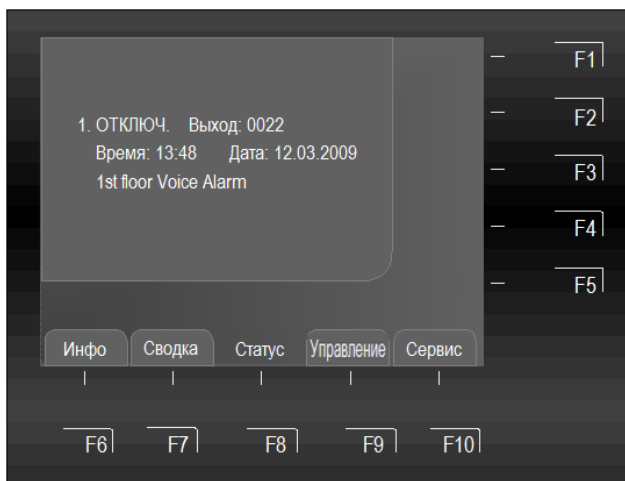 1. ОТКЛЮЧ. Выход: 0022
Время: 13:48 Дата: 12.03.2009
1st floor Voice Alarm
F1
F2
F3
F4
F5
Инфо Сводка Статус Управление Сервис
F6 F7 F8 F9 F10